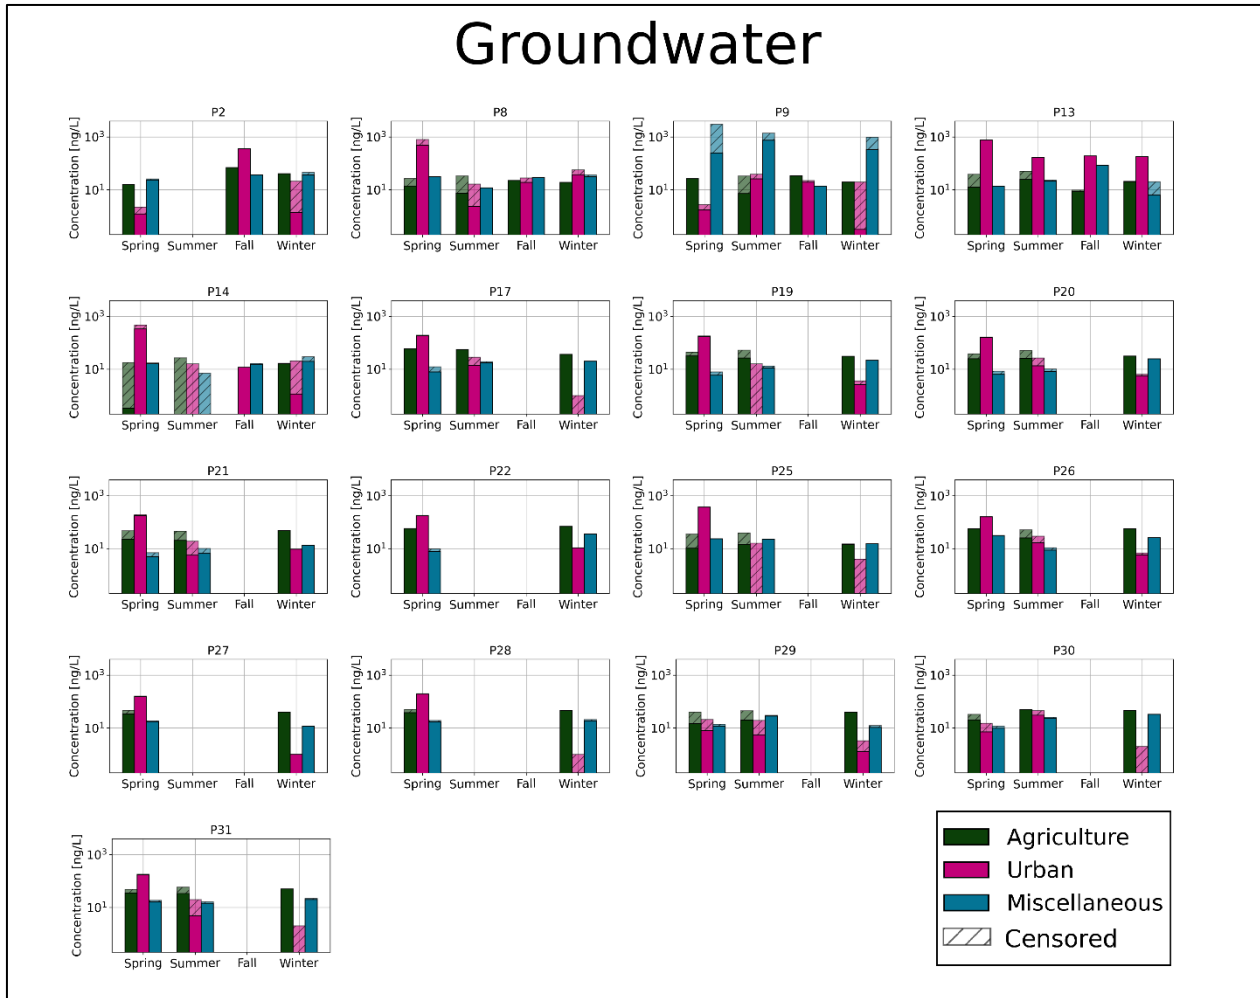 Groundwater
P2
P8
P9
P13
Concentration [ng/L]
10³
10¹
Spring Summer Fall Winter
Concentration [ng/L]
10³
10¹
Spring Summer Fall Winter
Concentration [ng/L]
10³
10¹
Spring Summer Fall Winter
Concentration [ng/L]
10³
10¹
Spring Summer Fall Winter
P14
P17
P19
P20
Concentration [ng/L]
10³
10¹
Spring Summer Fall Winter
Concentration [ng/L]
10³
10¹
Spring Summer Fall Winter
Concentration [ng/L]
10³
10¹
Spring Summer Fall Winter
Concentration [ng/L]
10³
10¹
Spring Summer Fall Winter
P21
P22
P25
P26
Concentration [ng/L]
10³
10¹
Spring Summer Fall Winter
Concentration [ng/L]
10³
10¹
Spring Summer Fall Winter
Concentration [ng/L]
10³
10¹
Spring Summer Fall Winter
Concentration [ng/L]
10³
10¹
Spring Summer Fall Winter
P27
P28
P29
P30
Concentration [ng/L]
10³
10¹
Spring Summer Fall Winter
Concentration [ng/L]
10³
10¹
Spring Summer Fall Winter
Concentration [ng/L]
10³
10¹
Spring Summer Fall Winter
Concentration [ng/L]
10³
10¹
Spring Summer Fall Winter
P31
Concentration [ng/L]
10³
10¹
Spring Summer Fall Winter
Agriculture
Urban
Miscellaneous
Censored